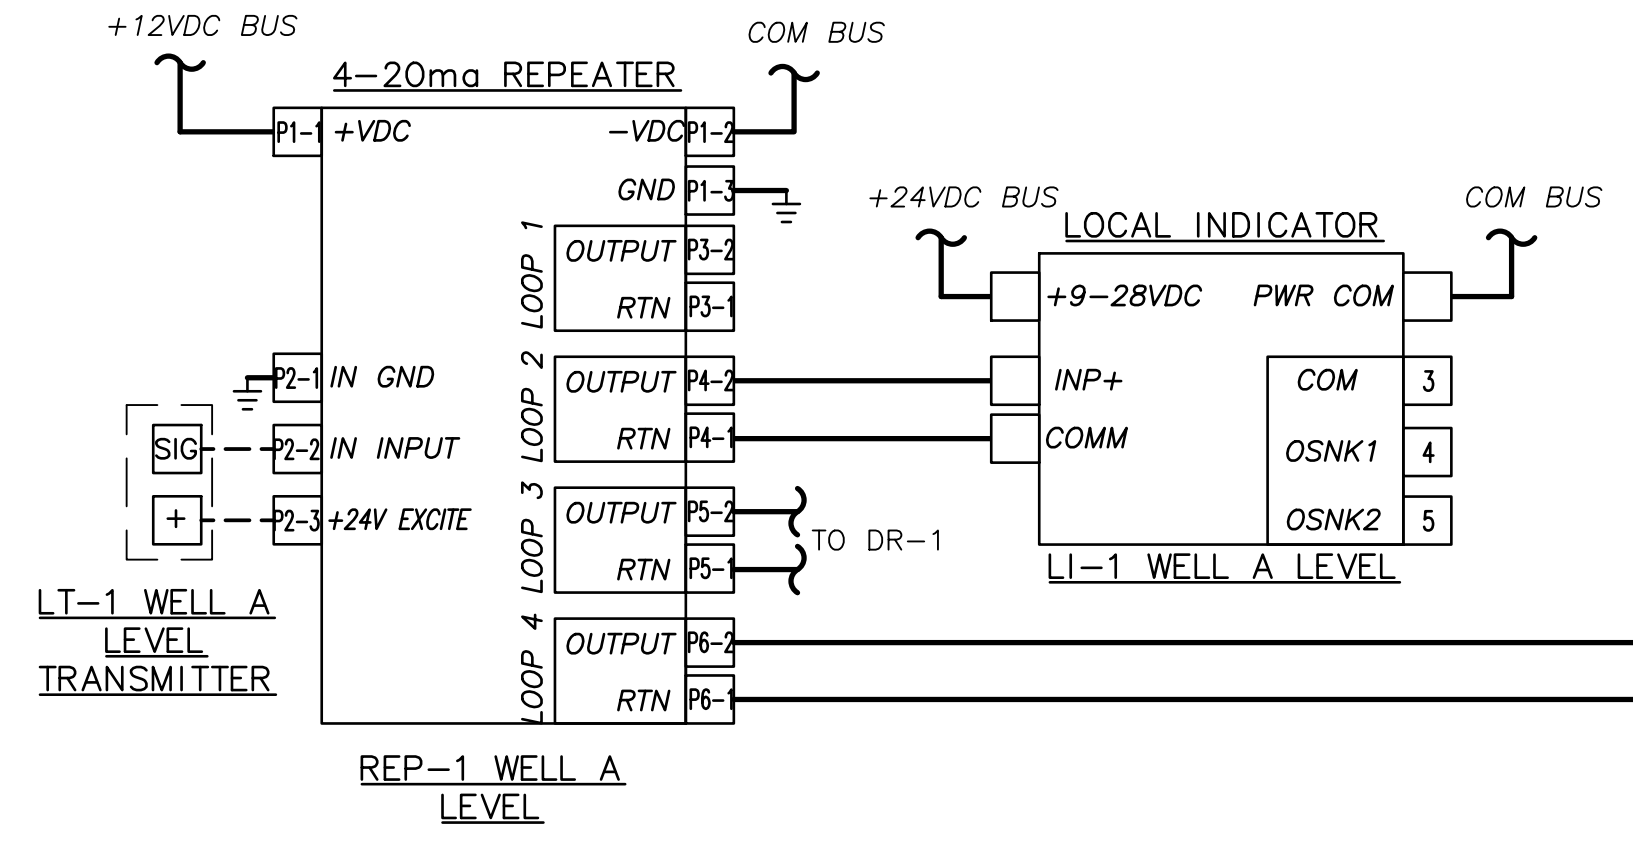 +12VDC BUS
COM BUS
4-20ma REPEATER
P1-1 +VDC
-VDC P1-2
GND P1-3
LOOP 1
OUTPUT P3-2
RTN P3-1
P2-1 IN GND
SIG P2-2 IN INPUT
+ P2-3 +24V EXCITE
LOOP 2
OUTPUT P4-2
RTN P4-1
LOOP 3
OUTPUT P5-2
RTN P5-1
TO DR-1
LOOP 4
OUTPUT P6-2
RTN P6-1
LT-1 WELL A
LEVEL
TRANSMITTER
REP-1 WELL A
LEVEL
+24VDC BUS
COM BUS
LOCAL INDICATOR
+9-28VDC
PWR COM
INP+
COMM
COM 3
OSNK1 4
OSNK2 5
LI-1 WELL A LEVEL